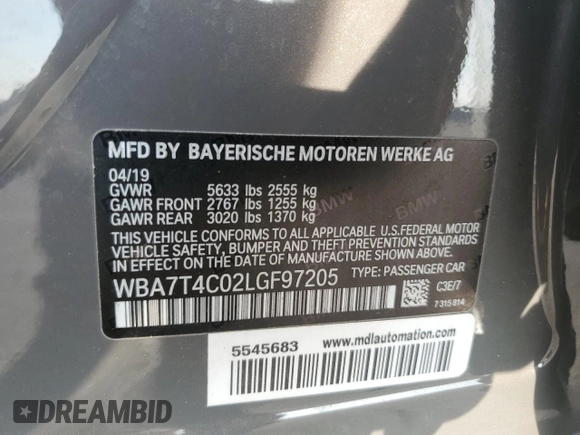 MFD BY BAYERISCHE MOTOREN WERKE AG
04/19
GVWR 5633 lbs 2555 kg
GAWR FRONT 2767 lbs 1255 kg
GAWR REAR 3020 lbs 1370 kg
THIS VEHICLE CONFORMS TO ALL APPLICABLE U.S. FEDERAL MOTOR
VEHICLE SAFETY, BUMPER AND THEFT PREVENTION STANDARDS
IN EFFECT ON THE DATE OF MANUFACTURE SHOWN ABOVE.
WBA7T4C02LGF97205 TYPE: PASSENGER CAR
C3E/7
7 315 814
5545683 www.mdlautomation.com
DREAMBID